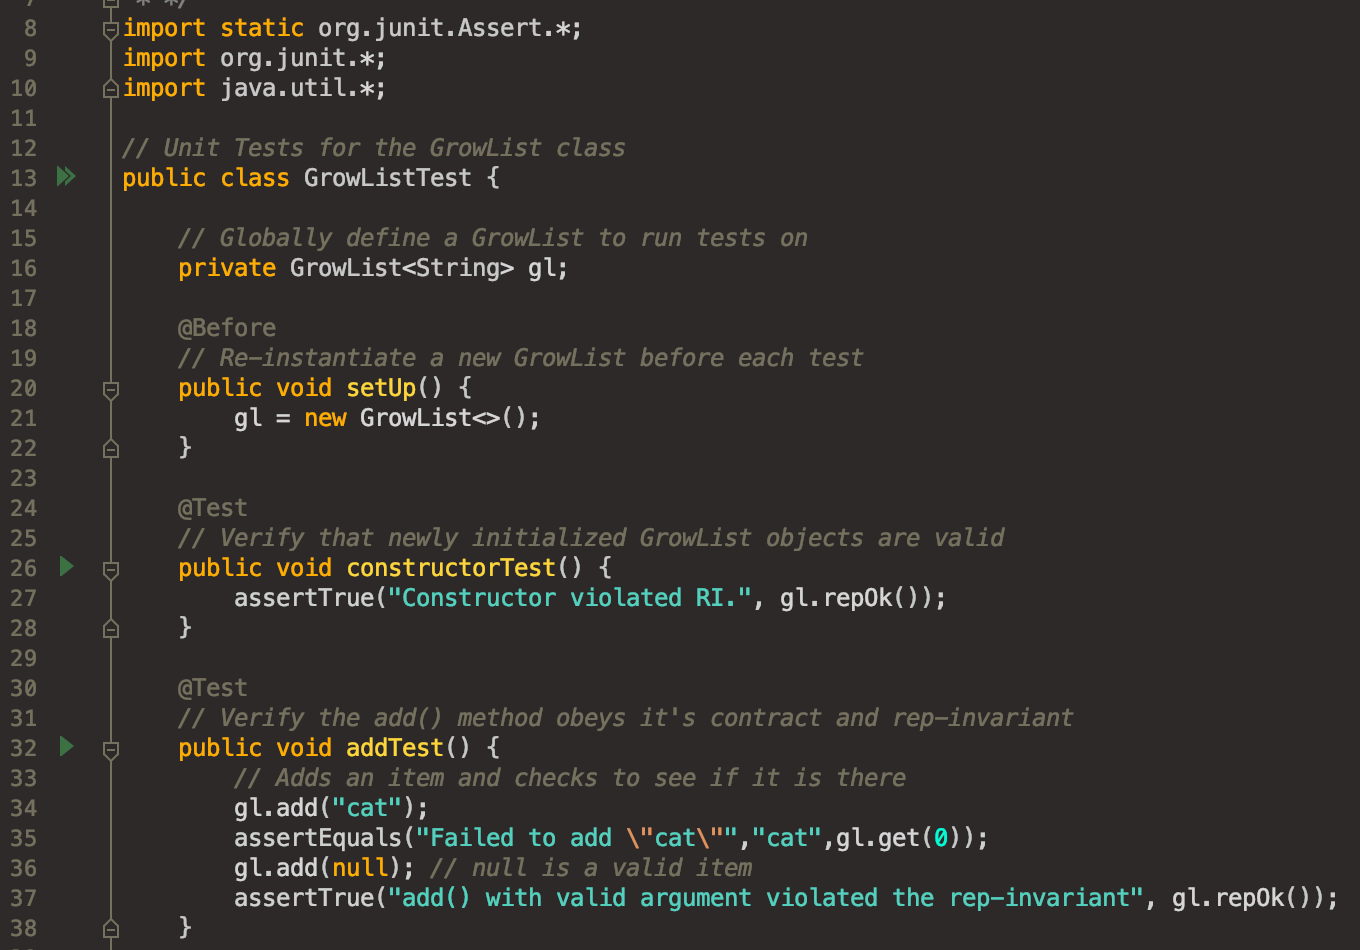 7 * */
8 import static org.junit.Assert.*;
9 import org.junit.*;
10 import java.util.*;
11
12 // Unit Tests for the GrowList class
13 public class GrowListTest {
14
15     // Globally define a GrowList to run tests on
16     private GrowList<String> gl;
17
18     @Before
19     // Re-instantiate a new GrowList before each test
20     public void setUp() {
21         gl = new GrowList<>();
22     }
23
24     @Test
25     // Verify that newly initialized GrowList objects are valid
26     public void constructorTest() {
27         assertTrue("Constructor violated RI.", gl.repOk());
28     }
29
30     @Test
31     // Verify the add() method obeys it's contract and rep-invariant
32     public void addTest() {
33         // Adds an item and checks to see if it is there
34         gl.add("cat");
35         assertEquals("Failed to add \"cat\"","cat",gl.get(0));
36         gl.add(null); // null is a valid item
37         assertTrue("add() with valid argument violated the rep-invariant", gl.repOk());
38     }